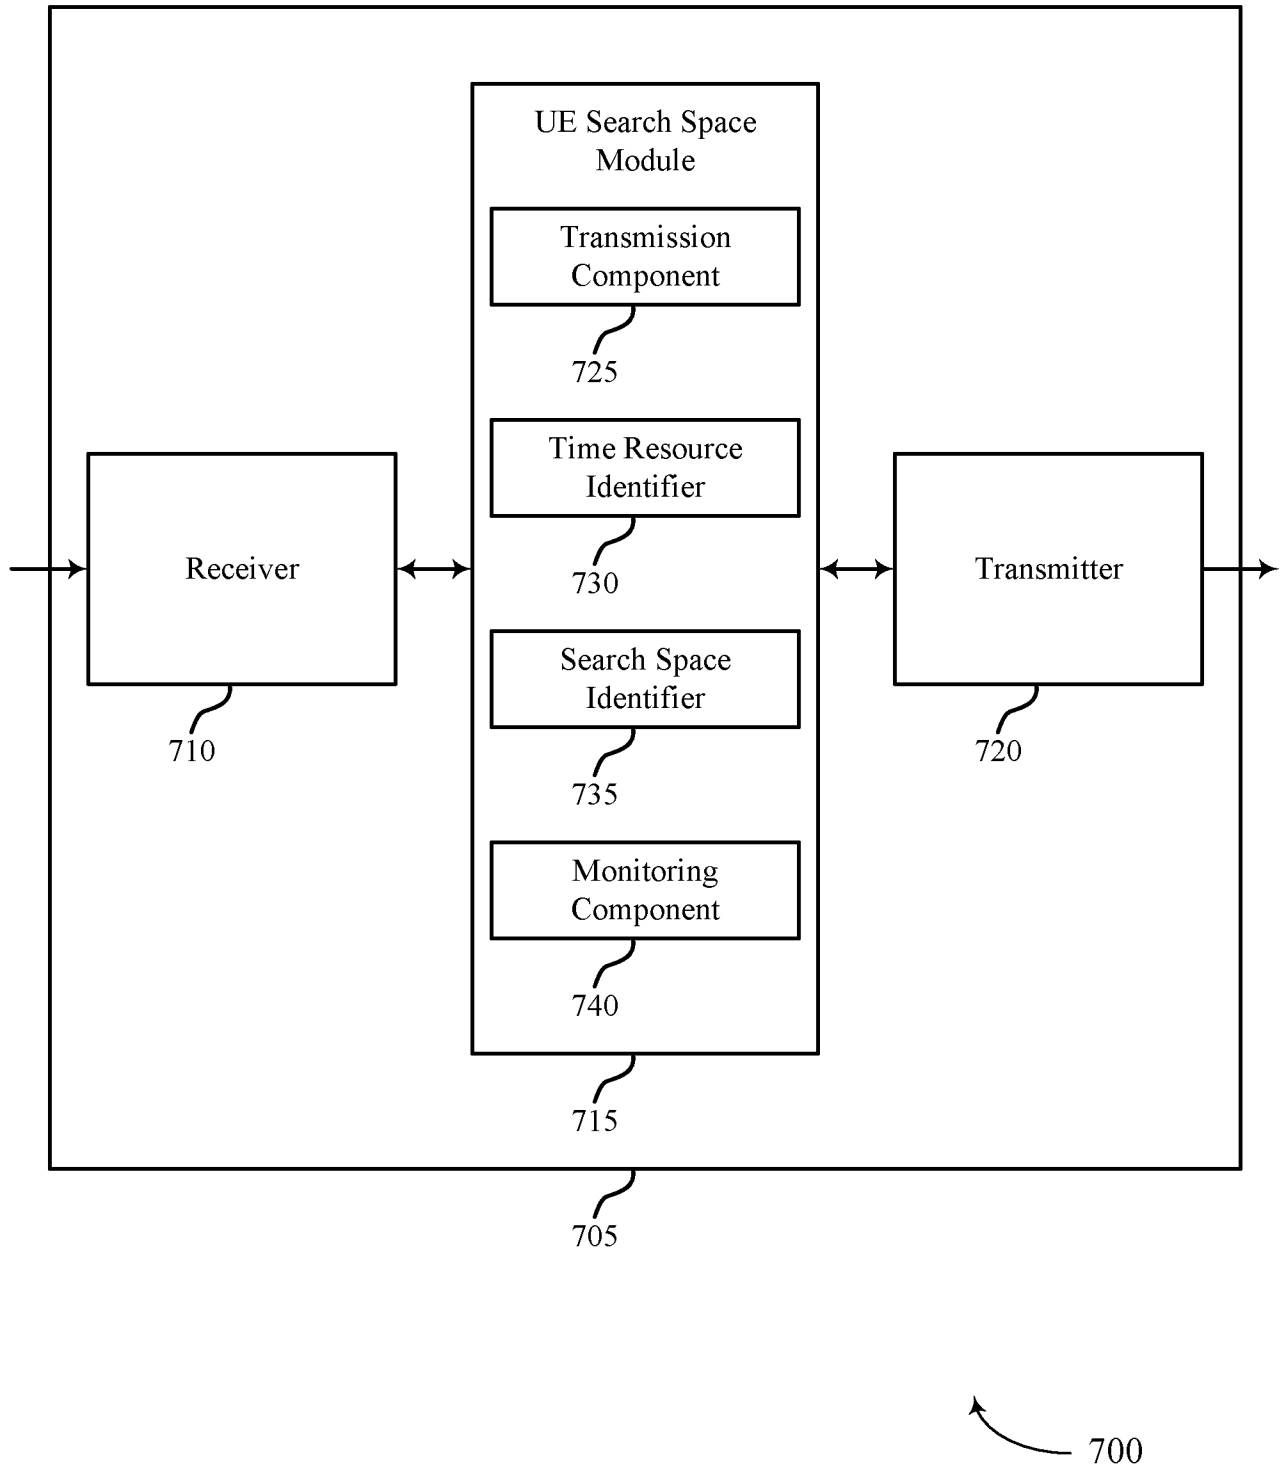 UE Search Space
Module
Transmission
Component
725
Time Resource
Identifier
730
Receiver
710
Search Space
Identifier
735
Transmitter
720
Monitoring
Component
740
715
705
700